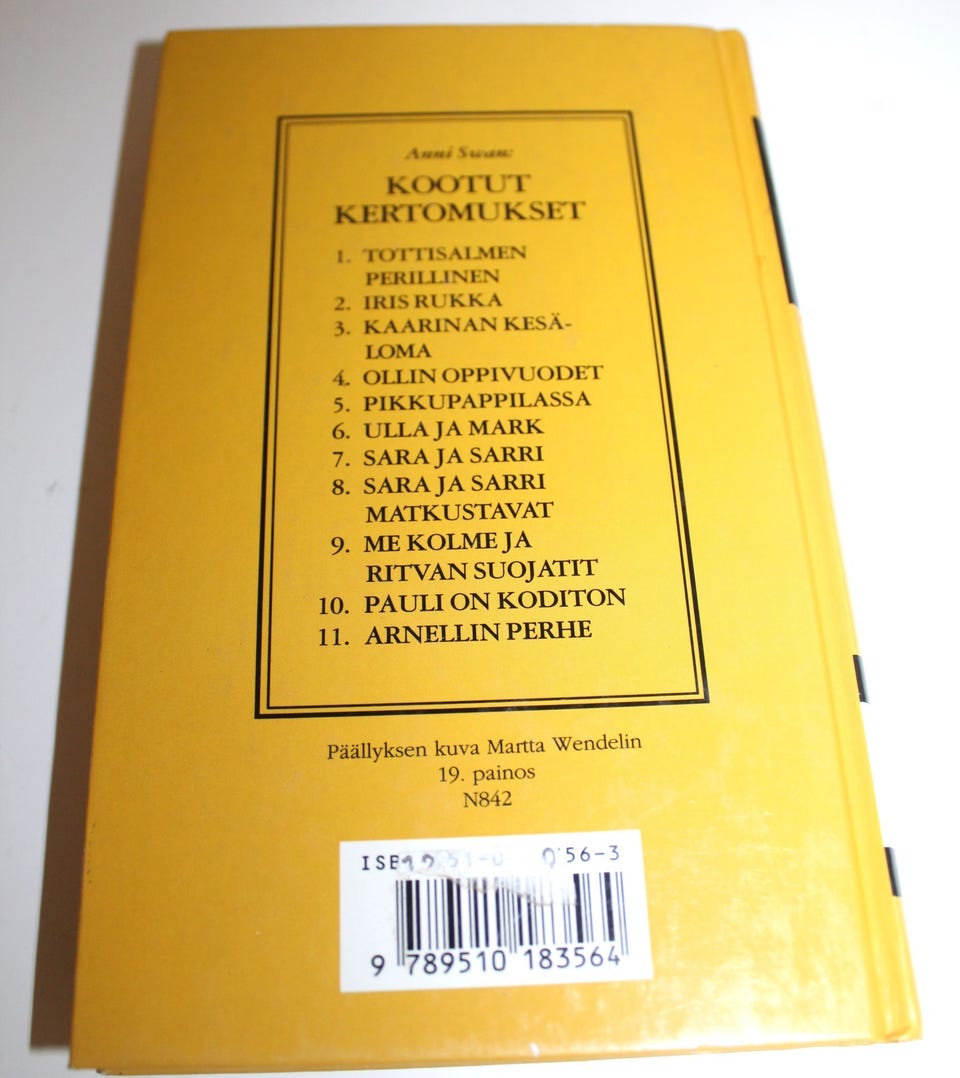 Anni Swan:
KOOTUT
KERTOMUKSET
1. TOTTISALMEN
PERILLINEN
2. IRIS RUKKA
3. KAARINAN KESÄ-
LOMA
4. OLLIN OPPIVUODET
5. PIKKUPAPPILASSA
6. ULLA JA MARK
7. SARA JA SARRI
8. SARA JA SARRI
MATKUSTAVAT
9. ME KOLME JA
RITVAN SUOJATIT
10. PAULI ON KODITON
11. ARNELLIN PERHE
Päällyksen kuva Martta Wendelin
19. painos
N842
56-3
9 789510 183564